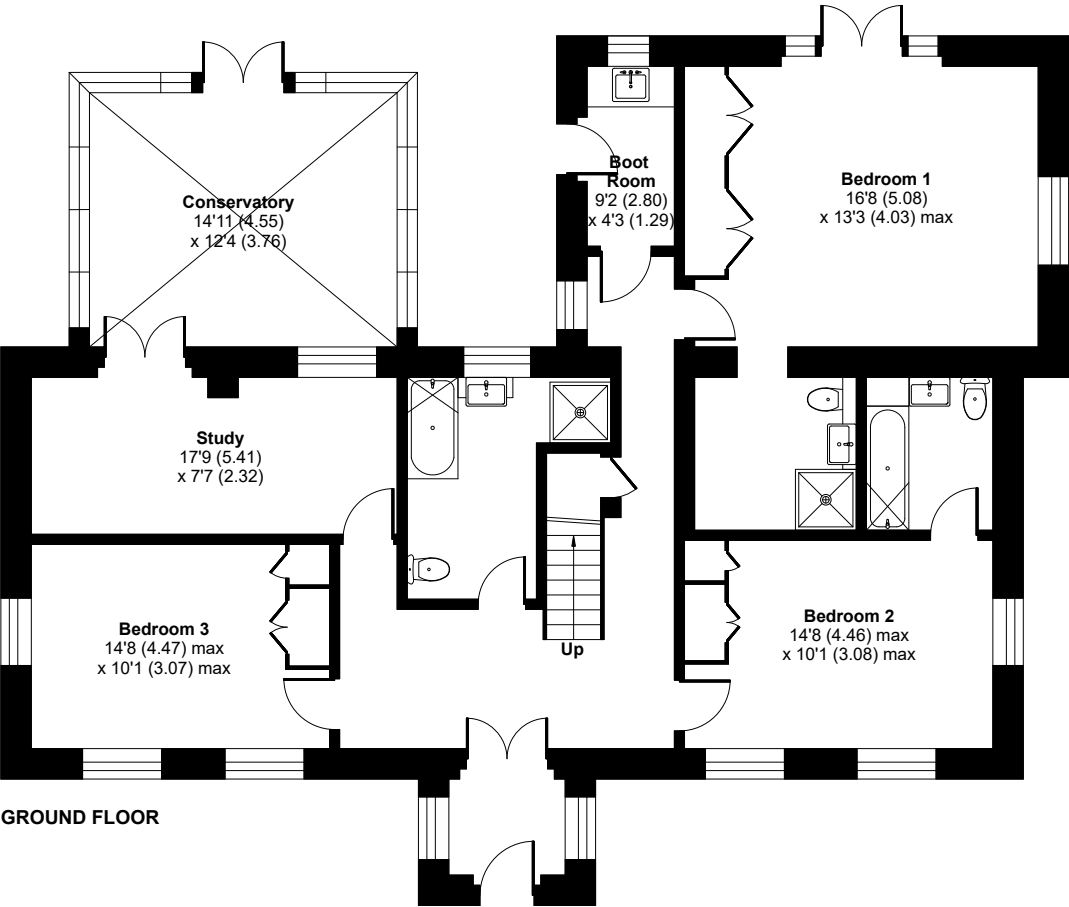 Conservatory
14'11 (4.55)
x 12'4 (3.76)
Boot
Room
9'2 (2.80)
x 4'3 (1.29)
Bedroom 1
16'8 (5.08)
x 13'3 (4.03) max
Study
17'9 (5.41)
x 7'7 (2.32)
Bedroom 3
14'8 (4.47) max
x 10'1 (3.07) max
Up
Bedroom 2
14'8 (4.46) max
x 10'1 (3.08) max
GROUND FLOOR